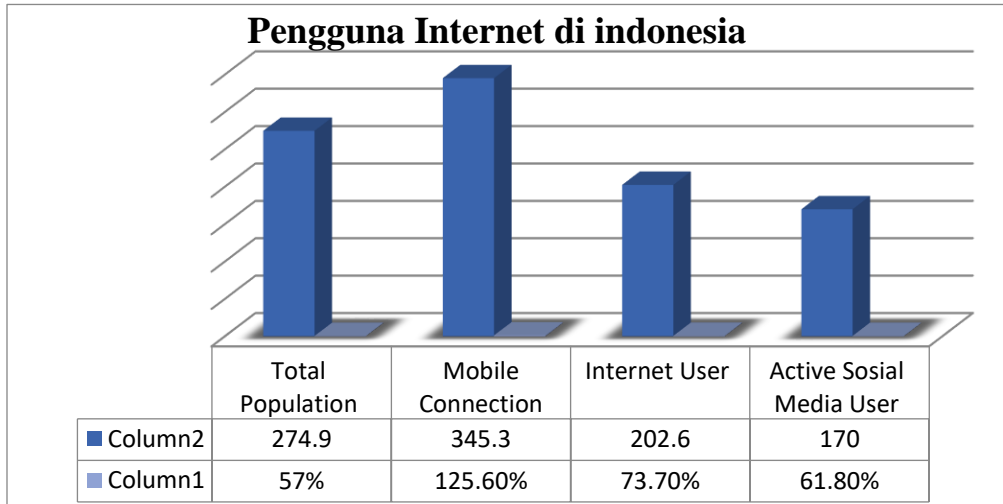 Pengguna Internet di indonesia
Total Population
Mobile Connection
Internet User
Active Sosial Media User
Column2 274.9 345.3 202.6 170
Column1 57% 125.60% 73.70% 61.80%